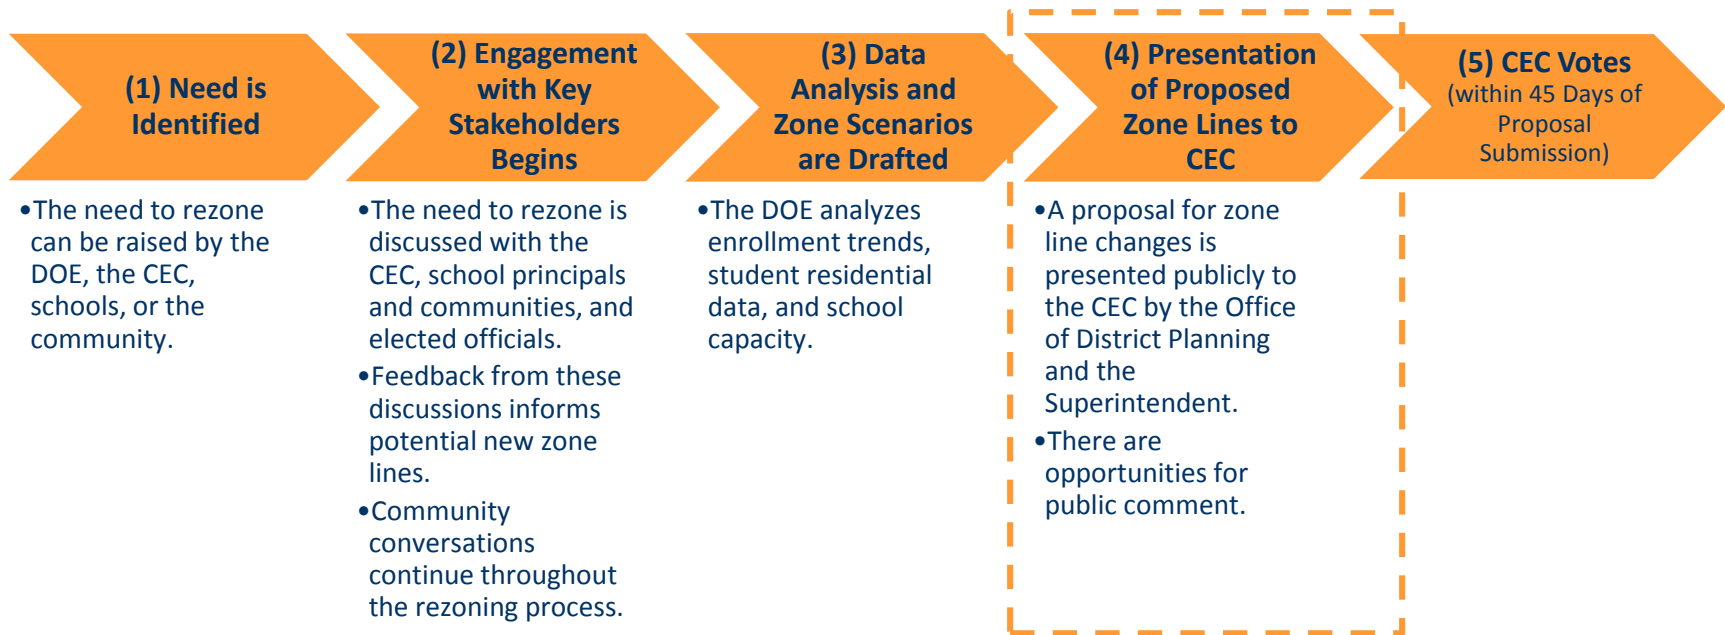 (1) Need is
Identified
•The need to rezone
can be raised by the
DOE, the CEC,
schools, or the
community.
(2) Engagement
with Key
Stakeholders
Begins
•The need to rezone is
discussed with the
CEC, school principals
and communities, and
elected officials.
•Feedback from these
discussions informs
potential new zone
lines.
•Community
conversations
continue throughout
the rezoning process.
(3) Data
Analysis and
Zone Scenarios
are Drafted
•The DOE analyzes
enrollment trends,
student residential
data, and school
capacity.
(4) Presentation
of Proposed
Zone Lines to
CEC
•A proposal for zone
line changes is
presented publicly to
the CEC by the Office
of District Planning
and the
Superintendent.
•There are
opportunities for
public comment.
(5) CEC Votes
(within 45 Days of
Proposal
Submission)